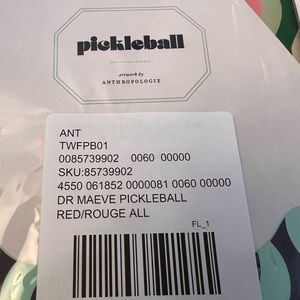 pickleball
artwork by
ANTHROPOLOGIE
ANT
TWFPB01
0085739902 0060 00000
SKU:85739902
4550 061852 0000081 0060 00000
DR MAEVE PICKLEBALL
RED/ROUGE ALL
FL_1